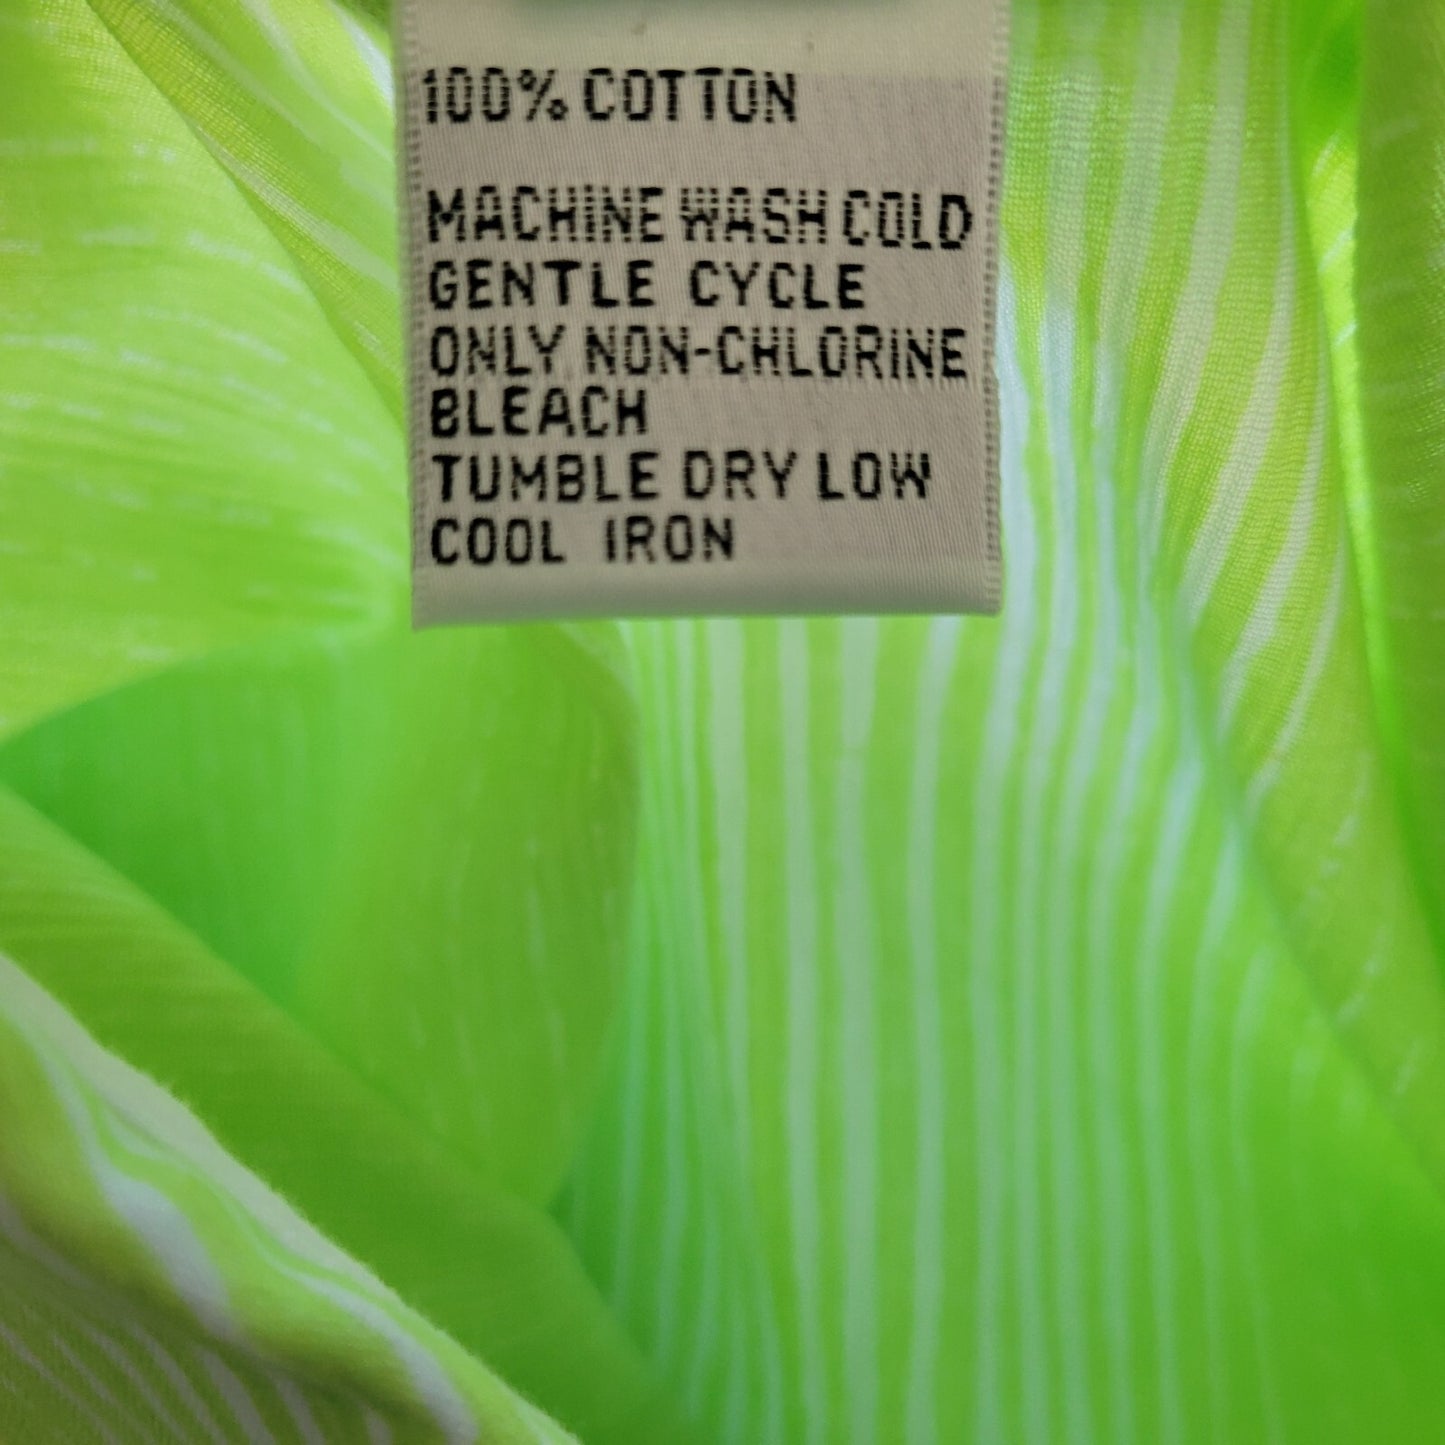 100% COTTON
MACHINE WASH COLD
GENTLE CYCLE
ONLY NON-CHLORINE
BLEACH
TUMBLE DRY LOW
COOL IRON